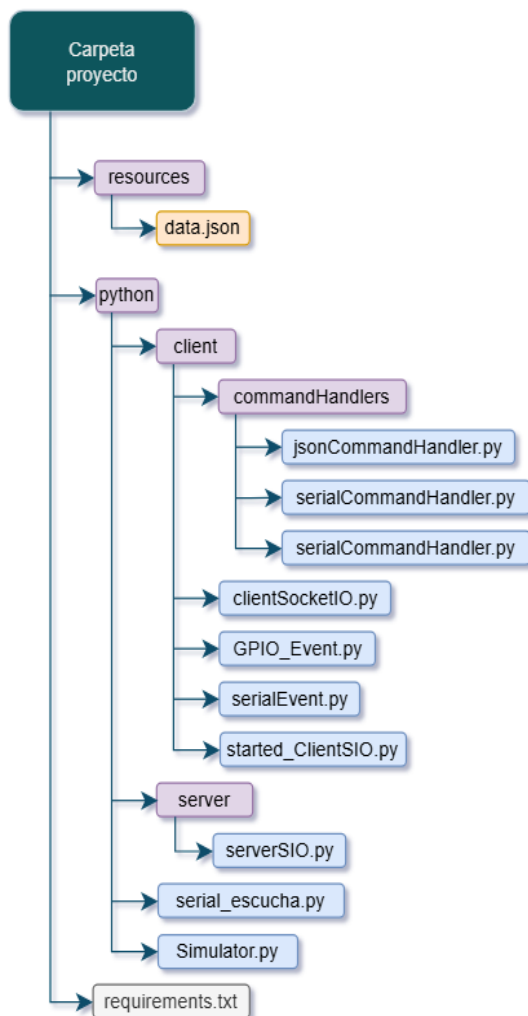 Carpeta
proyecto
resources
data.json
python
client
commandHandlers
jsonCommandHandler.py
serialCommandHandler.py
serialCommandHandler.py
clientSocketIO.py
GPIO_Event.py
serialEvent.py
started_ClientSIO.py
server
serverSIO.py
serial_escucha.py
Simulator.py
requirements.txt